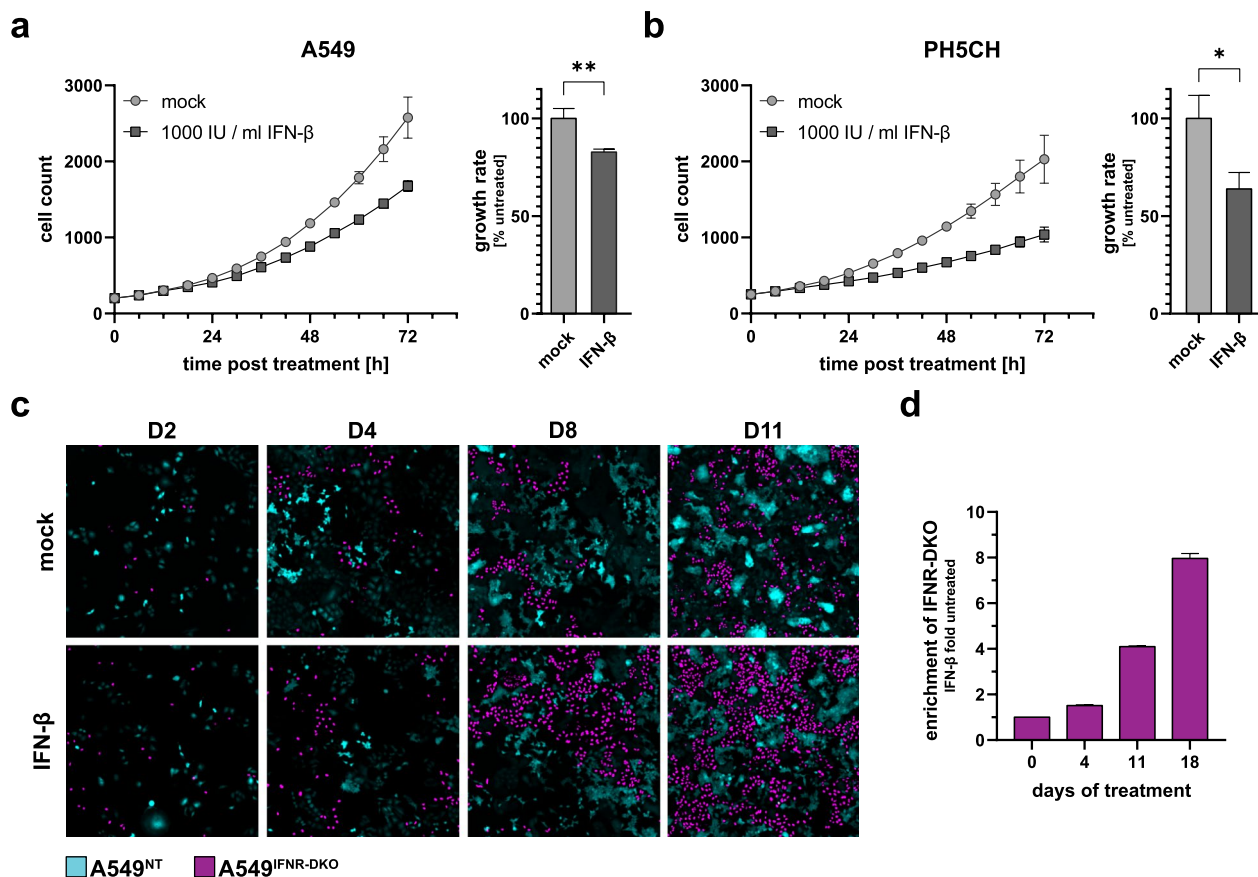 a
A549
3000
2000
1000
0
cell count
mock
1000 IU / ml IFN-β
0
24
48
72
time post treatment [h]
**
100
50
0
growth rate
[% untreated]
mock
IFN-β
b
PH5CH
3000
2000
1000
0
cell count
mock
1000 IU / ml IFN-β
0
24
48
72
time post treatment [h]
*
100
50
0
growth rate
[% untreated]
mock
IFN-β
c
D2
D4
D8
D11
mock
IFN-β
A549NT
A549IFNR-DKO
d
10
8
6
4
2
0
enrichment of IFNR-DKO
IFN-β fold untreated
0
4
11
18
days of treatment